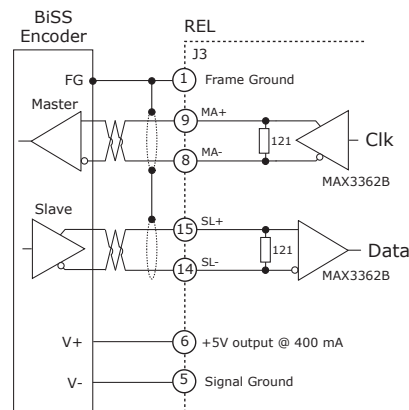 BiSS
Encoder
REL
J3
FG
1
Frame Ground
Master
9
MA+
121
Clk
8
MA-
MAX3362B
Slave
15
SL+
121
Data
14
SL-
MAX3362B
V+
6
+5V output @ 400 mA
V-
5
Signal Ground